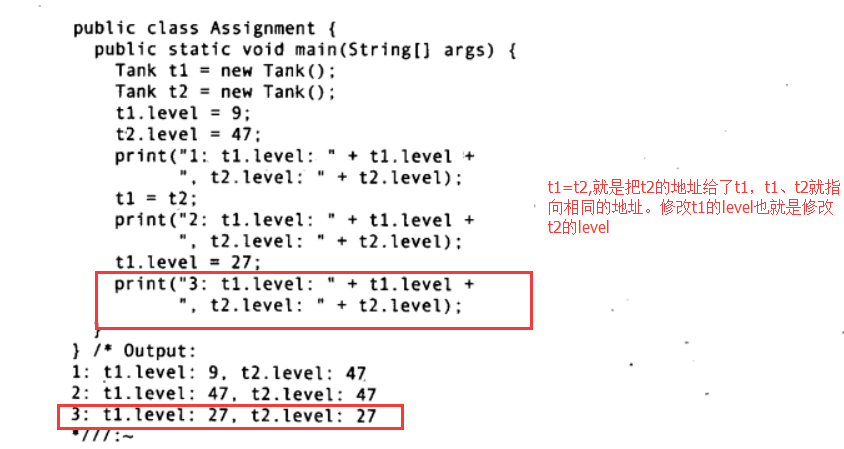 public class Assignment {
public static void main(String[] args) {
Tank t1 = new Tank();
Tank t2 = new Tank();
t1.level = 9;
t2.level = 47;
print("1: t1.level: " + t1.level +
", t2.level: " + t2.level);
t1 = t2;
print("2: t1.level: " + t1.level +
", t2.level: " + t2.level);
t1.level = 27;
print("3: t1.level: " + t1.level +
", t2.level: " + t2.level);
}
} /* Output:
1: t1.level: 9, t2.level: 47
2: t1.level: 47, t2.level: 47
3: t1.level: 27, t2.level: 27
*///:~
t1=t2,就是把t2的地址给了t1，t1、t2就指
向相同的地址。修改t1的level也就是修改
t2的level